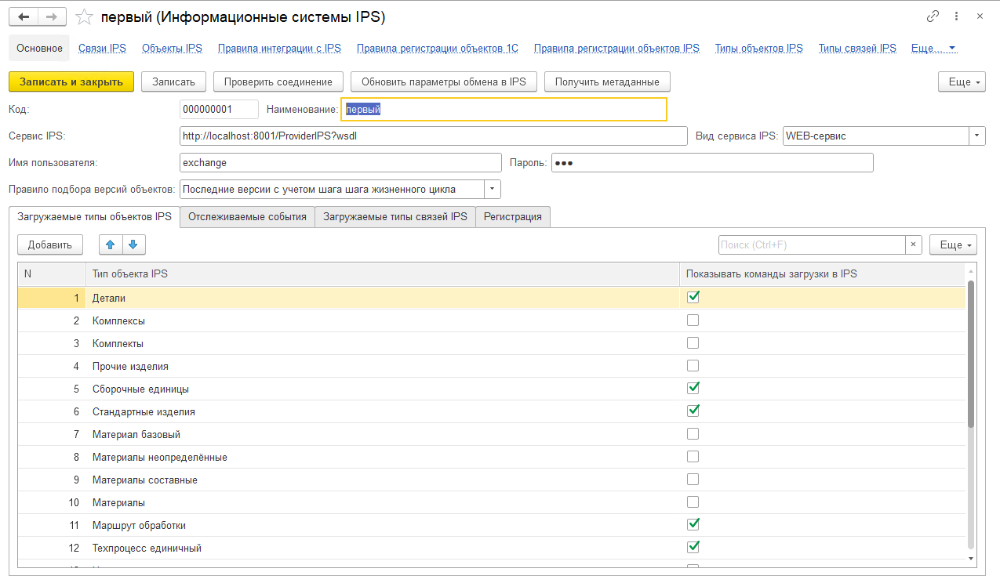 первый (Информационные системы IPS)
Основное Связи IPS Объекты IPS Правила интеграции с IPS Правила регистрации объектов 1С Правила регистрации объектов IPS Типы объектов IPS Типы связей IPS Еще...
Записать и закрыть Записать Проверить соединение Обновить параметры обмена в IPS Получить метаданные Еще
Код: 000000001 Наименование: первый
Сервис IPS: http://localhost:8001/ProviderIPS?wsdl Вид сервиса IPS: WEB-сервис
Имя пользователя: exchange Пароль: ●●●
Правило подбора версий объектов: Последние версии с учетом шага шага жизненного цикла
Загружаемые типы объектов IPS Отслеживаемые события Загружаемые типы связей IPS Регистрация
Добавить Поиск (Ctrl+F) × Еще
N Тип объекта IPS Показывать команды загрузки в IPS
1 Детали
2 Комплексы
3 Комплекты
4 Прочие изделия
5 Сборочные единицы
6 Стандартные изделия
7 Материал базовый
8 Материалы неопределённые
9 Материалы составные
10 Материалы
11 Маршрут обработки
12 Техпроцесс единичный